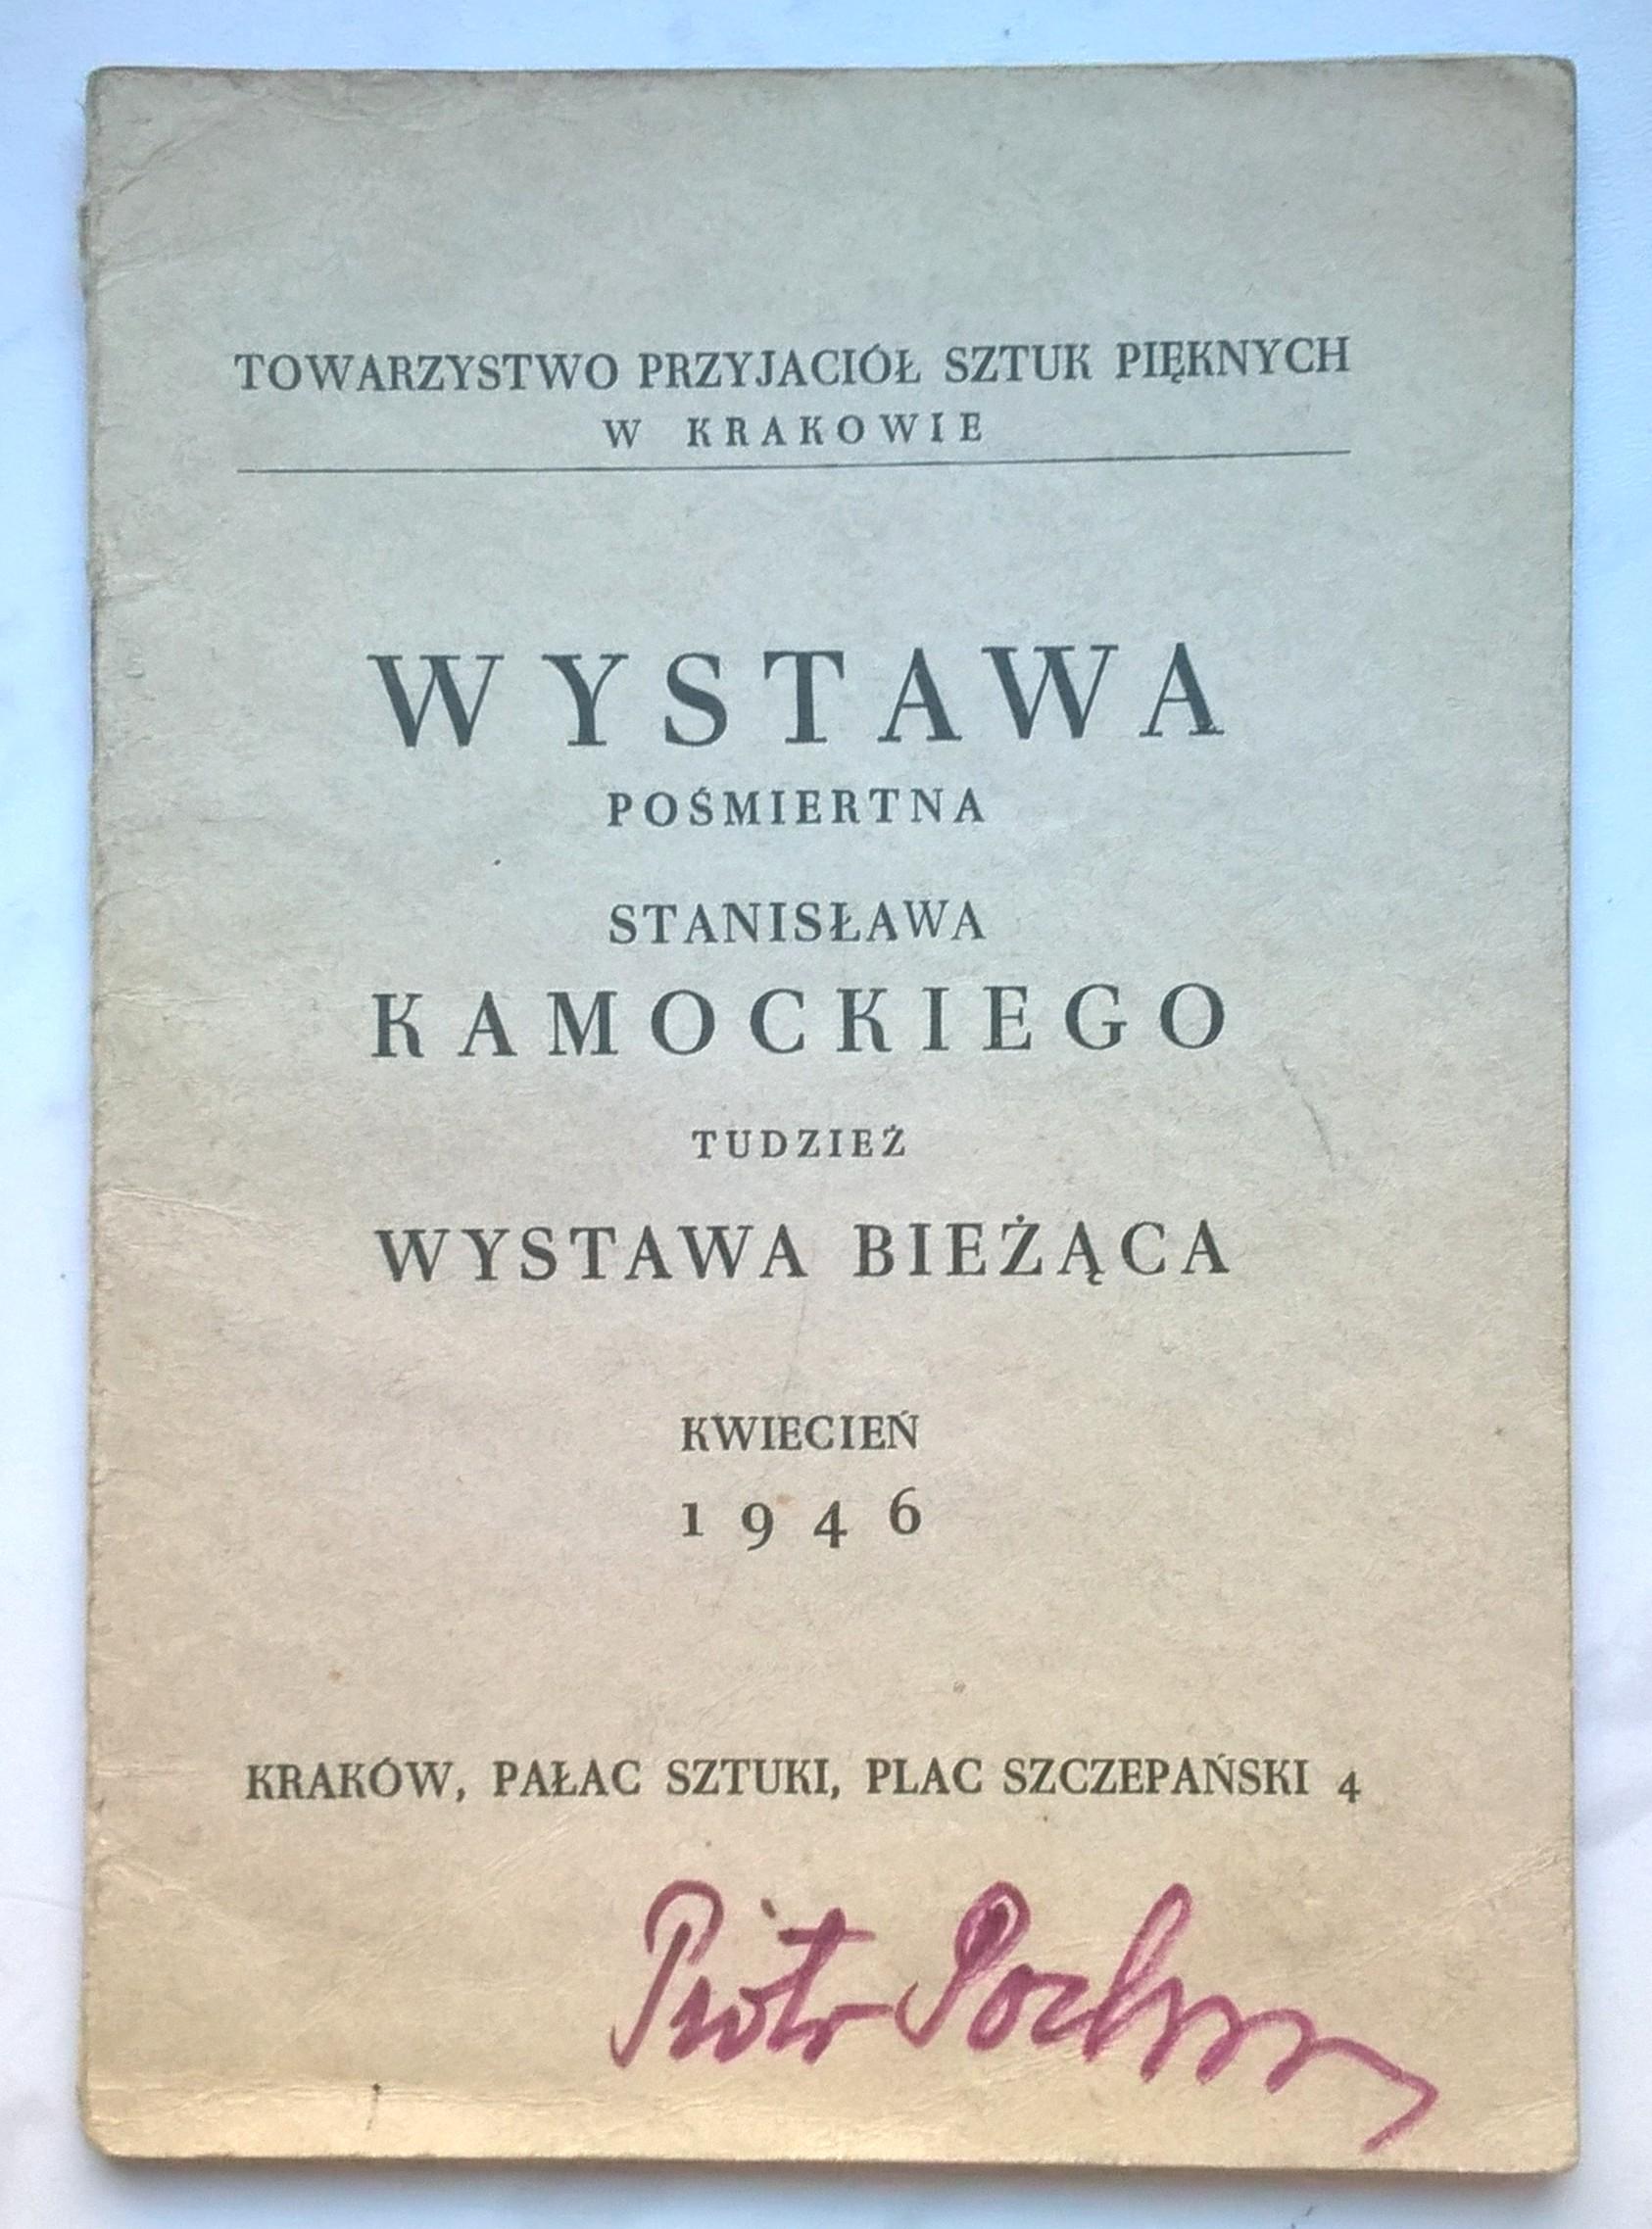 TOWARZYSTWO PRZYJACIÓŁ SZTUK PIĘKNYCH
W KRAKOWIE
WYSTAWA
POŚMIERTNA
STANISŁAWA
KAMOCKIEGO
TUDZIEŻ
WYSTAWA BIEŻĄCA
KWIECIEŃ
1946
KRAKÓW, PAŁAC SZTUKI, PLAC SZCZEPAŃSKI 4
Piotr